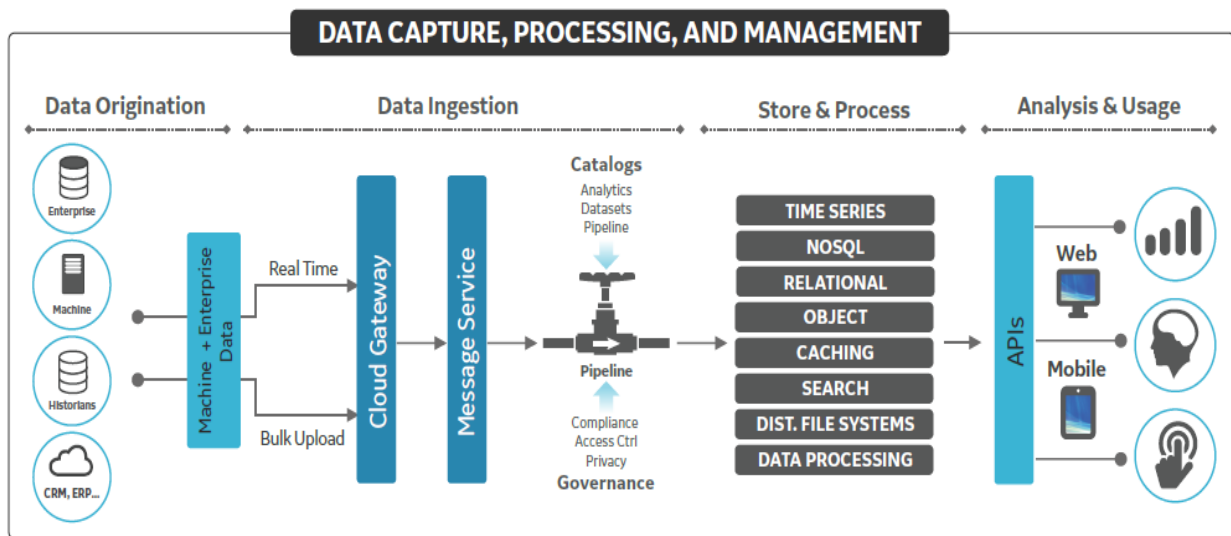 DATA CAPTURE, PROCESSING, AND MANAGEMENT
Data Origination
Data Ingestion
Store & Process
Analysis & Usage
Enterprise
Machine
Historians
CRM, ERP...
Machine + Enterprise
Data
Real Time
Bulk Upload
Cloud Gateway
Message Service
Catalogs
Analytics
Datasets
Pipeline
Pipeline
Compliance
Access Ctrl
Privacy
Governance
TIME SERIES
NOSQL
RELATIONAL
OBJECT
CACHING
SEARCH
DIST. FILE SYSTEMS
DATA PROCESSING
APIs
Web
Mobile